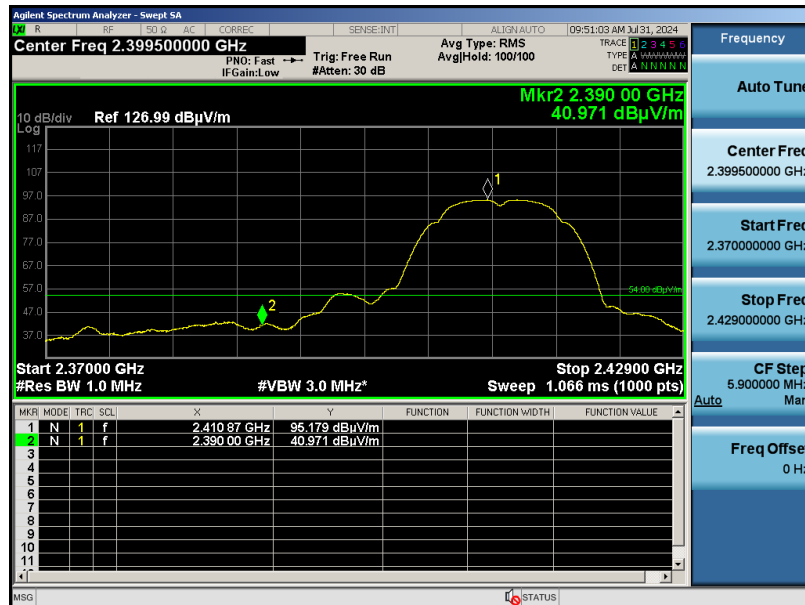 Agilent Spectrum Analyzer - Swept SA
R RF 50 Ω AC CORREC SENSE:INT ALIGN AUTO 09:51:03 AM Jul 31, 2024
Center Freq 2.399500000 GHz
PNO: Fast
IFGain:Low
Trig: Free Run
#Atten: 30 dB
Avg Type: RMS
Avg|Hold: 100/100
TRACE 1 2 3 4 5 6
TYPE A WWWWW
DET A N N N N N
Mkr2 2.390 00 GHz
40.971 dBµV/m
10 dB/div Ref 126.99 dBµV/m
Log
117
107
97.0
87.0
77.0
67.0
57.0
47.0
37.0
1
2
54.00 dBµV/m
Start 2.37000 GHz Stop 2.42900 GHz
#Res BW 1.0 MHz #VBW 3.0 MHz* Sweep 1.066 ms (1000 pts)
MKR MODE TRC SCL X Y FUNCTION FUNCTION WIDTH FUNCTION VALUE
1 N 1 f 2.410 87 GHz 95.179 dBµV/m
2 N 1 f 2.390 00 GHz 40.971 dBµV/m
3
4
5
6
7
8
9
10
11
MSG STATUS
Frequency
Auto Tune
Center Freq
2.399500000 GHz
Start Freq
2.370000000 GHz
Stop Freq
2.429000000 GHz
CF Step
5.900000 MHz
Auto Man
Freq Offset
0 Hz